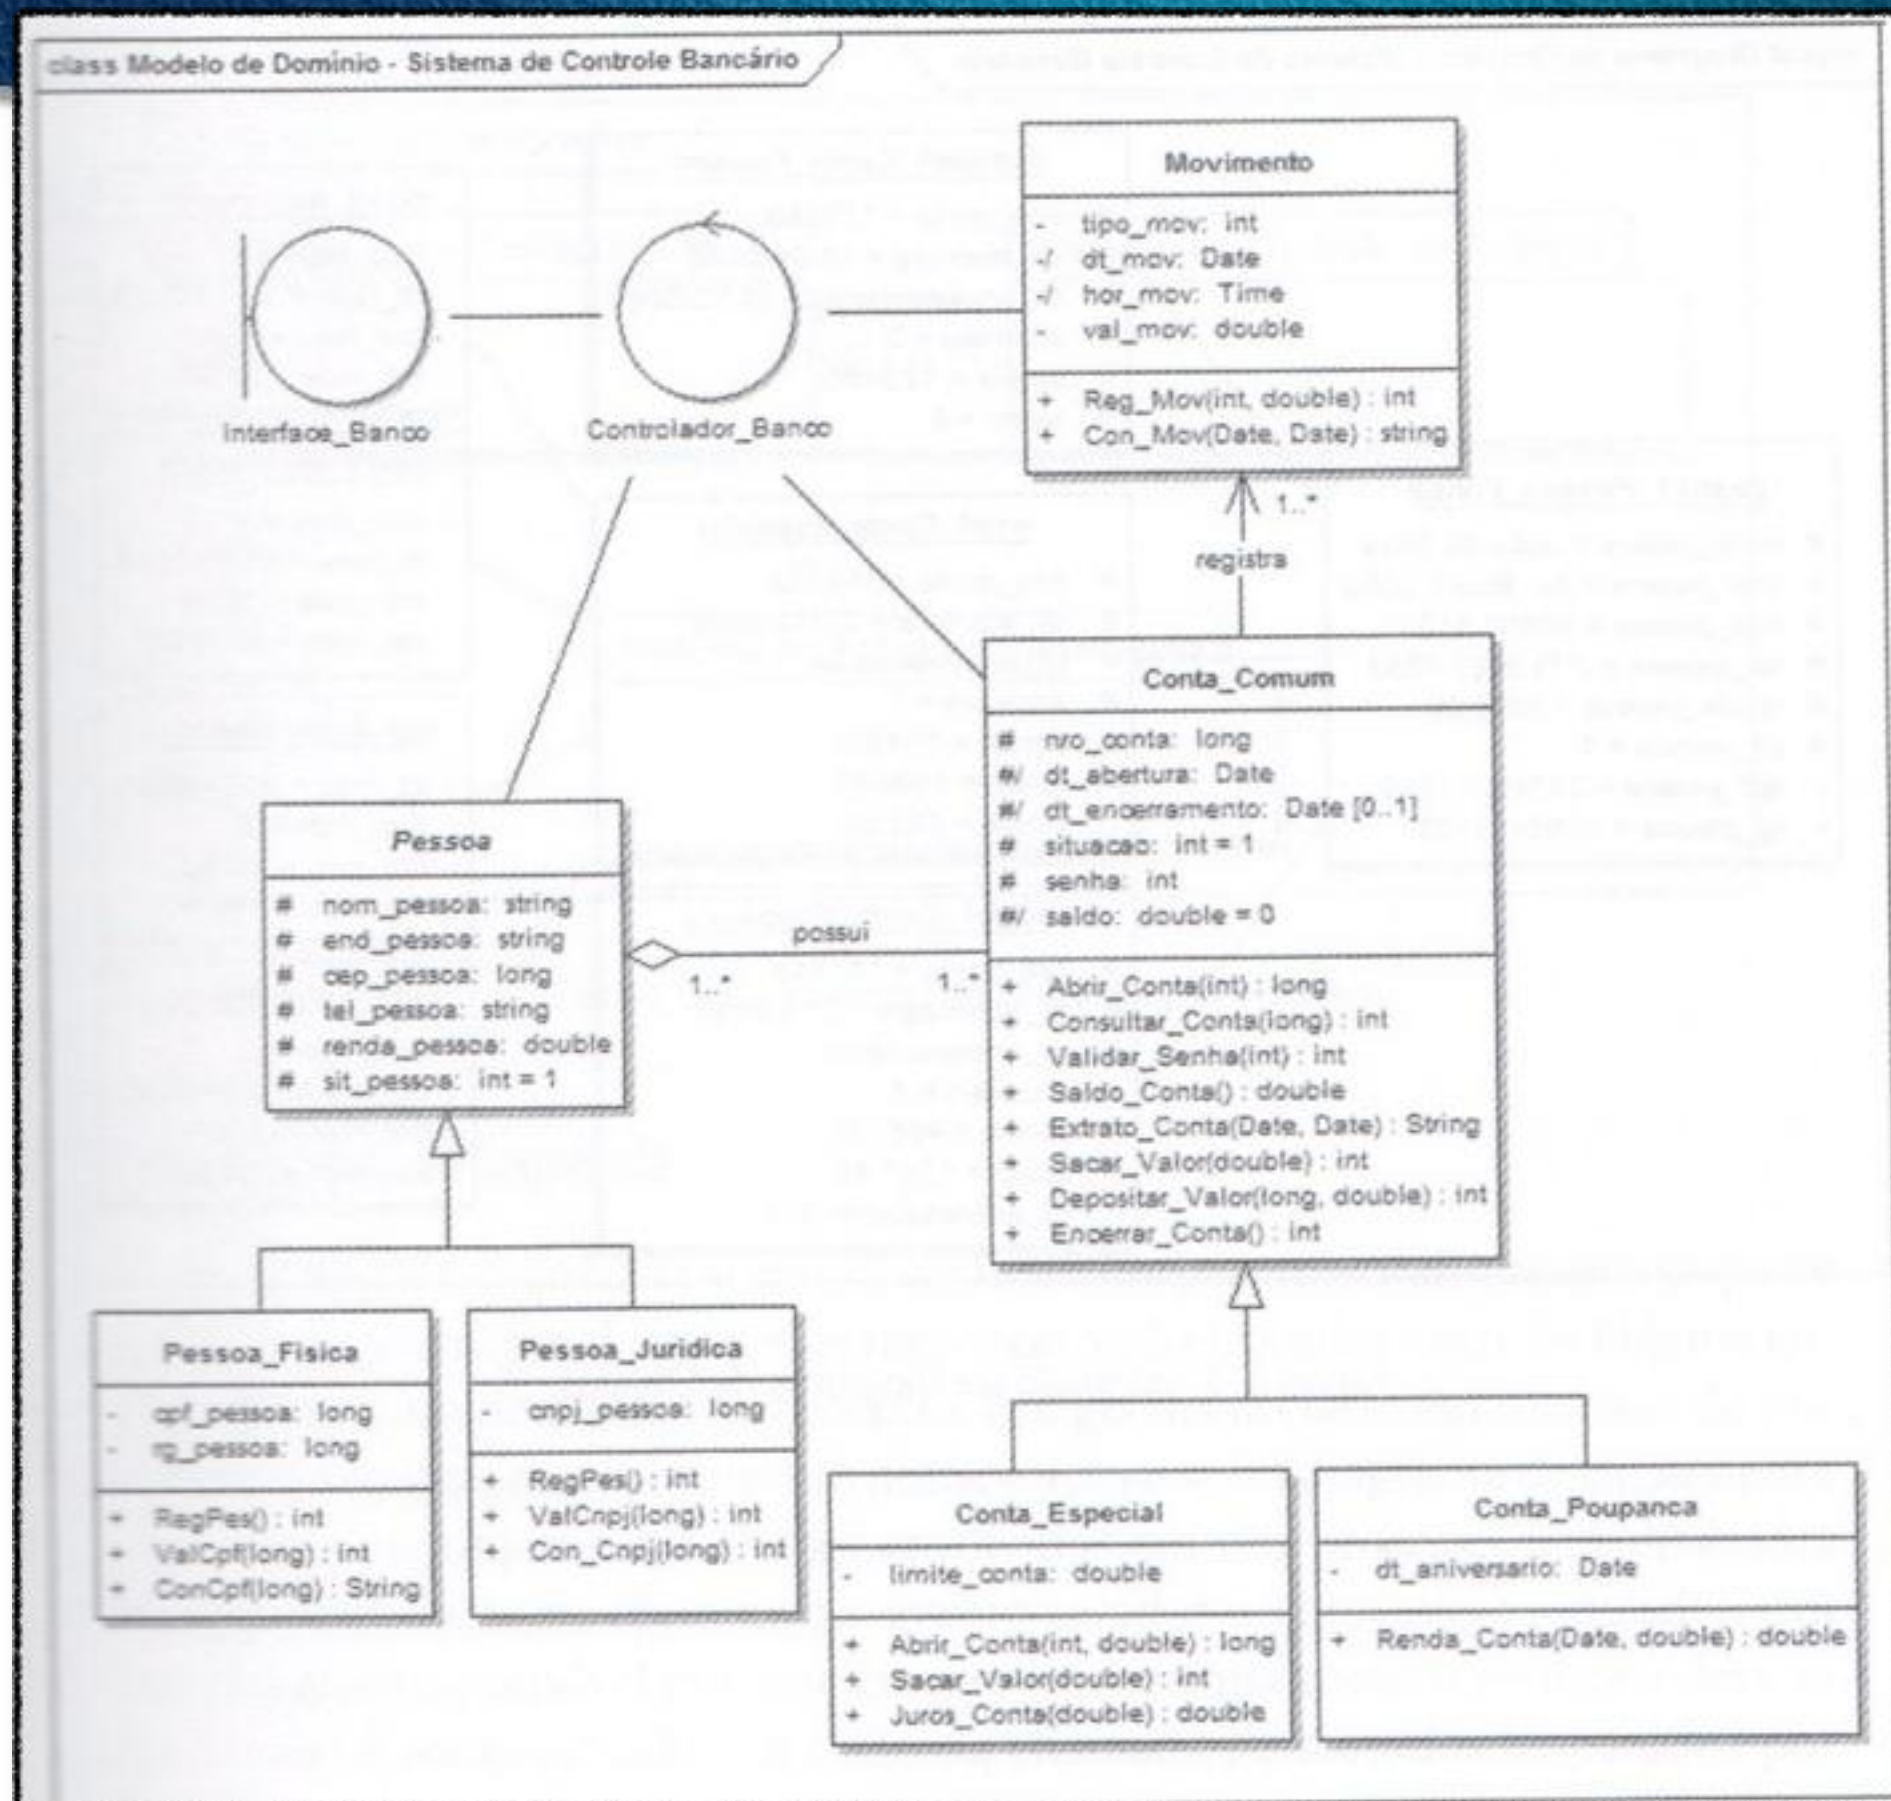 class Modelo de Domínio - Sistema de Controle Bancário
Movimento
- tipo_mov: int
-/ dt_mov: Date
-/ hor_mov: Time
- val_mov: double
+ Reg_Mov(int, double) : int
+ Con_Mov(Date, Date) : string
Interface_Banco
Controlador_Banco
1..*
registra
Conta_Comum
# nro_conta: long
#/ dt_abertura: Date
#/ dt_encerramento: Date [0..1]
# situacao: int = 1
# senha: int
#/ saldo: double = 0
+ Abrir_Conta(int) : long
+ Consultar_Conta(long) : int
+ Validar_Senha(int) : int
+ Saldo_Conta() : double
+ Extrato_Conta(Date, Date) : String
+ Sacar_Valor(double) : int
+ Depositar_Valor(long, double) : int
+ Encerrar_Conta() : int
Pessoa
# nom_pessoa: string
# end_pessoa: string
# cep_pessoa: long
# tel_pessoa: string
# renda_pessoa: double
# sit_pessoa: int = 1
possui
1..*
1..*
Pessoa_Fisica
- cpf_pessoa: long
- rg_pessoa: long
+ RegPes() : int
+ ValCpf(long) : int
+ ConCpf(long) : String
Pessoa_Juridica
- cnpj_pessoa: long
+ RegPes() : int
+ ValCnpj(long) : int
+ Con_Cnpj(long) : int
Conta_Especial
- limite_conta: double
+ Abrir_Conta(int, double) : long
+ Sacar_Valor(double) : int
+ Juros_Conta(double) : double
Conta_Poupanca
- dt_aniversario: Date
+ Renda_Conta(Date, double) : double